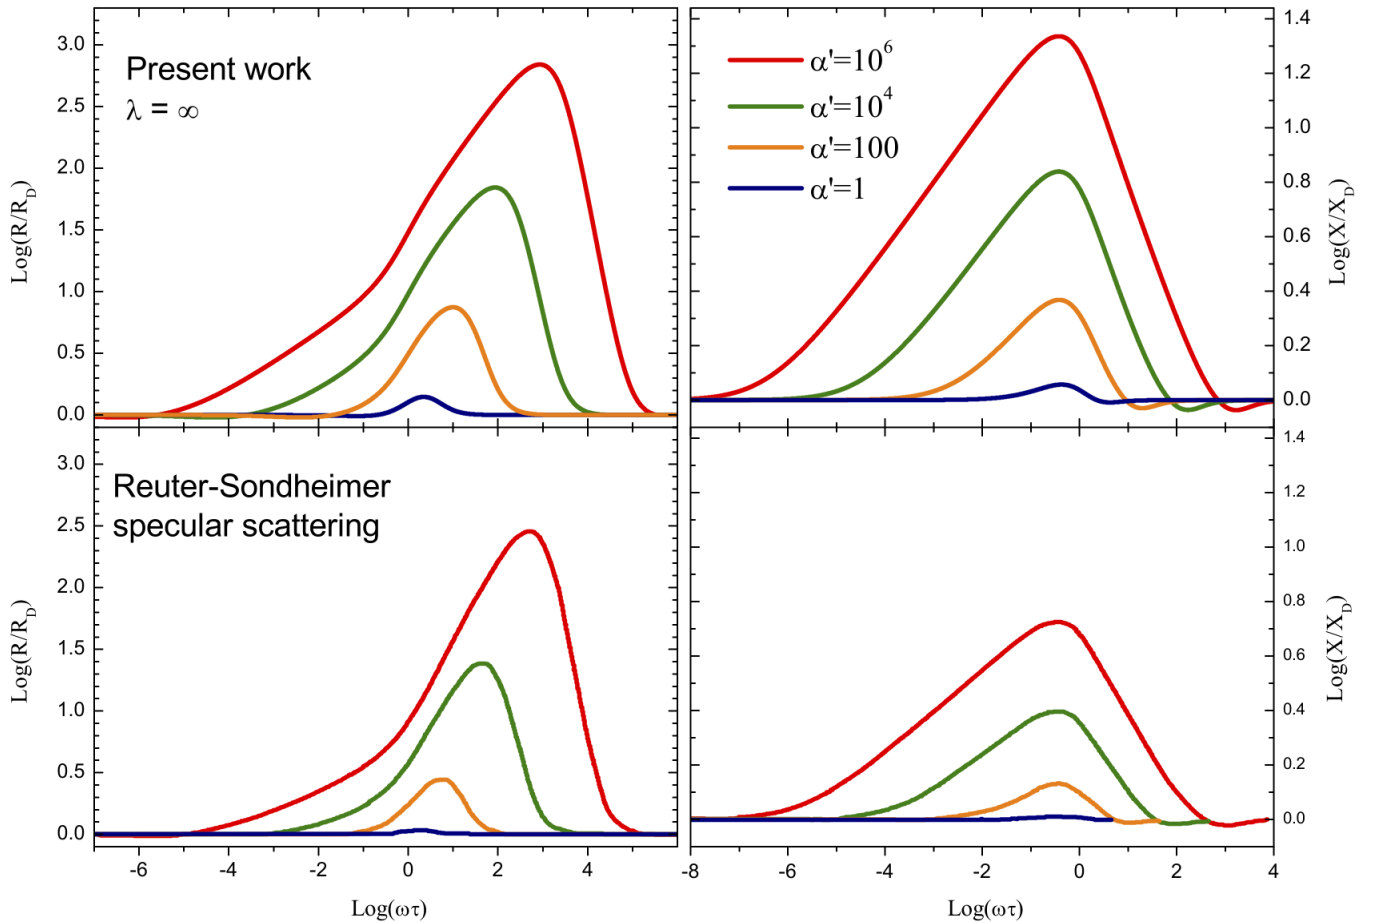 3.0
2.5
2.0
1.5
1.0
0.5
0.0
Log(R/R_D)
Present work
λ = ∞
α'=10^6
α'=10^4
α'=100
α'=1
1.4
1.2
1.0
0.8
0.6
0.4
0.2
0.0
Log(X/X_D)
3.0
2.5
2.0
1.5
1.0
0.5
0.0
Log(R/R_D)
Reuter-Sondheimer
specular scattering
1.4
1.2
1.0
0.8
0.6
0.4
0.2
0.0
Log(X/X_D)
-6 -4 -2 0 2 4
Log(ωτ)
-8 -6 -4 -2 0 2 4
Log(ωτ)